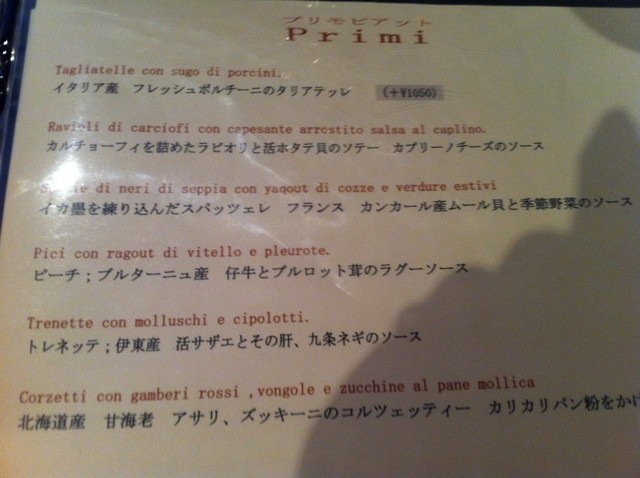 プリモピアット
Primi
Tagliatelle con sugo di porcini.
イタリア産 フレッシュポルチーニのタリアテッレ (+¥1050)
Ravioli di carciofi con capesante arrostito salsa al caplino.
カルチョーフィを詰めたラビオリと活ホタテ貝のソテー カプリーノチーズのソース
di neri di seppia con yaqout di cozze e verdure estivi
イカ墨を練り込んだスパッツェレ フランス カンカール産ムール貝と季節野菜のソース
Pici con ragout di vitello e pleurote.
ピーチ；ブルターニュ産 仔牛とプルロット茸のラグーソース
Trenette con molluschi e cipolotti.
トレネッテ；伊東産 活サザエとその肝、九条ネギのソース
Corzetti con gamberi rossi ,vongole e zucchine al pane mollica
北海道産 甘海老 アサリ、ズッキーニのコルツェッティー カリカリパン粉をかけ